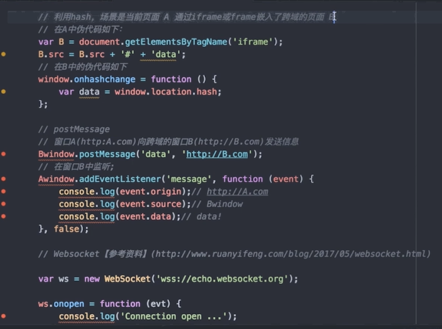 // 利用hash，场景是当前页面 A 通过iframe或frame嵌入了跨域的页面 B
// 在A中伪代码如下：
var B = document.getElementsByTagName('iframe');
B.src = B.src + '#' + 'data';
// 在B中的伪代码如下
window.onhashchange = function () {
var data = window.location.hash;
};
// postMessage
// 窗口A(http:A.com)向跨域的窗口B(http://B.com)发送信息
Bwindow.postMessage('data', 'http://B.com');
// 在窗口B中监听;
Awindow.addEventListener('message', function (event) {
console.log(event.origin);// http://A.com
console.log(event.source);// Bwindow
console.log(event.data);// data!
}, false);
// Websocket【参考资料】(http://www.ruanyifeng.com/blog/2017/05/websocket.html)
var ws = new WebSocket('wss://echo.websocket.org');
ws.onopen = function (evt) {
console.log('Connection open ...');